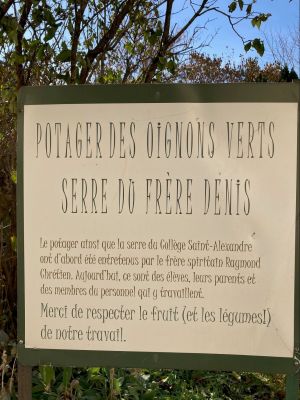 POTAGER DES OIGNONS VERTS
SERRE DU FRÈRE DENIS
Le potager ainsi que la serre du Collège Saint-Alexandre
ont d'abord été entretenus par le frère spiritain Raymond
Chrétien. Aujourd'hui, ce sont des élèves, leurs parents et
des membres du personnel qui y travaillent.
Merci de respecter le fruit (et les légumes!)
de notre travail.